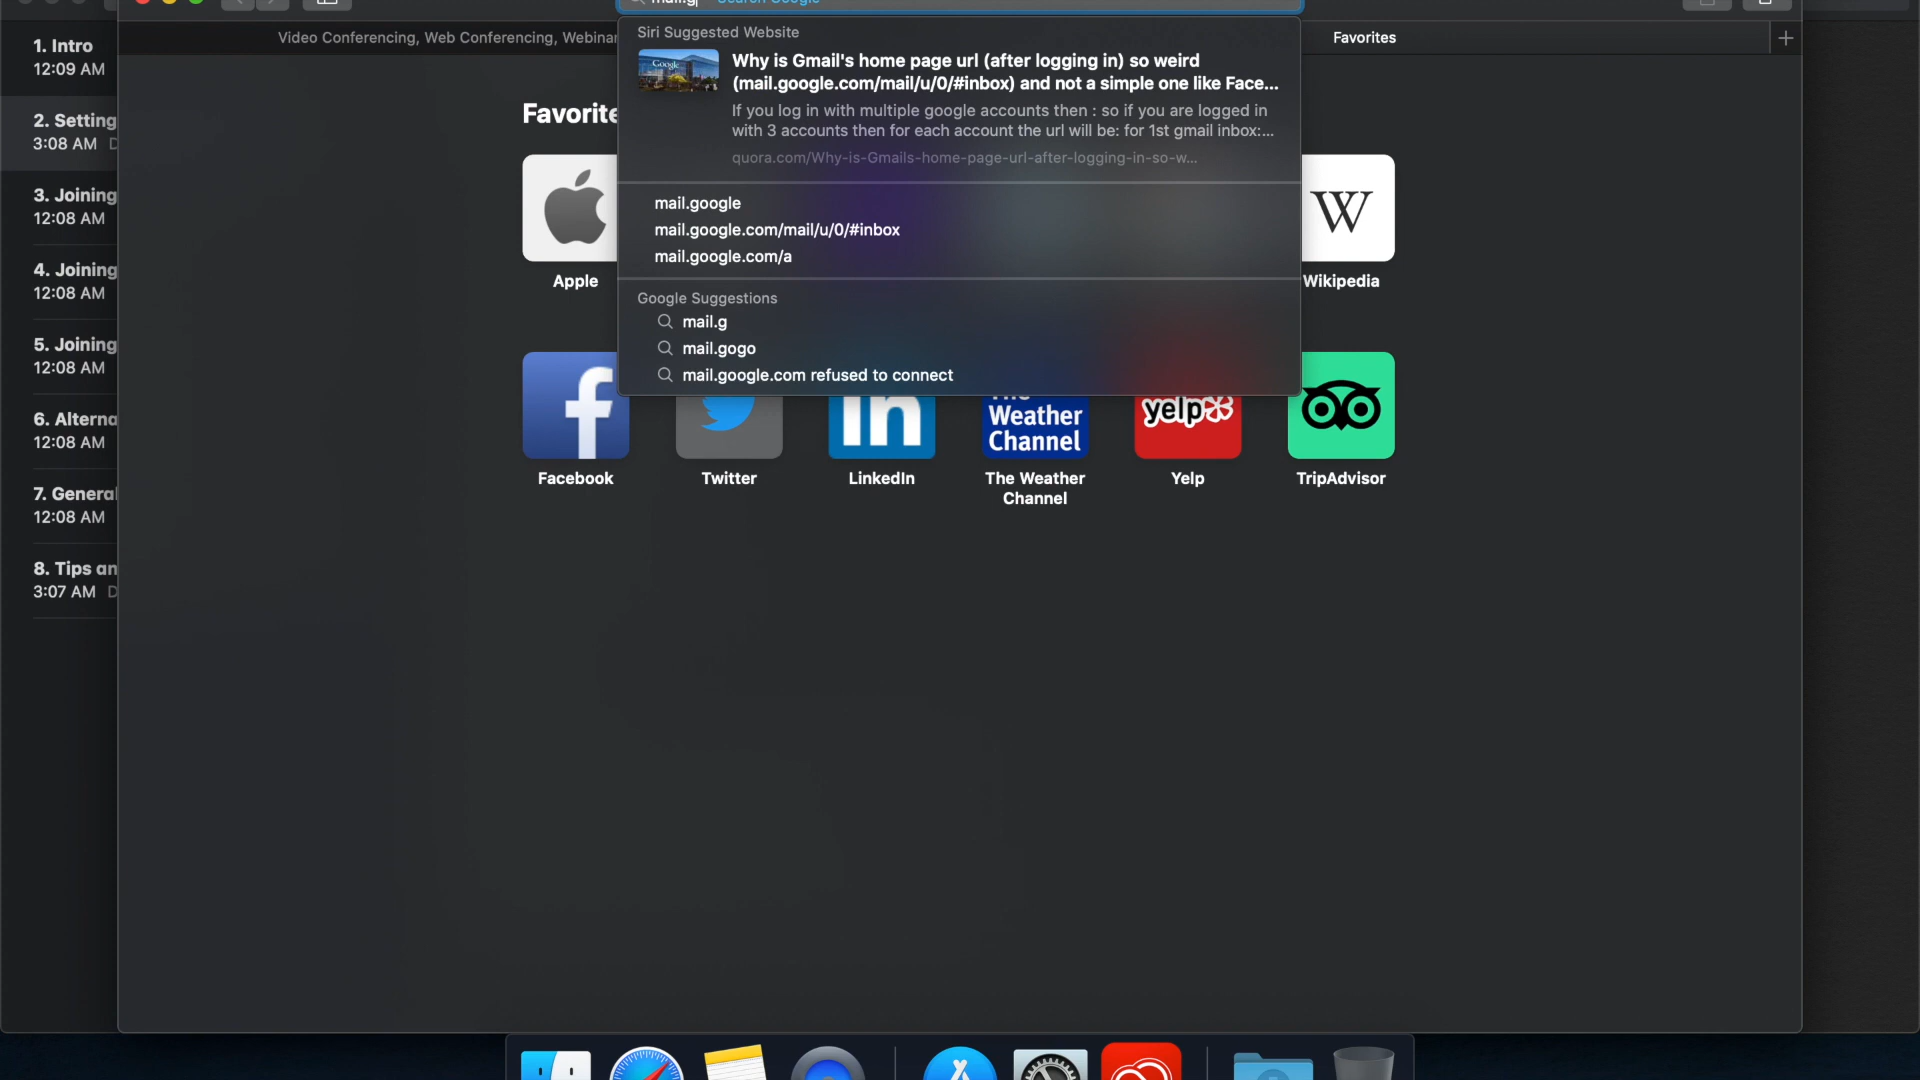 mail.g
Search Google
1. Intro
12:09 AM
2. Setting
3:08 AM D
3. Joining
12:08 AM
4. Joining
12:08 AM
5. Joining
12:08 AM
6. Alterna
12:08 AM
7. General
12:08 AM
8. Tips an
3:07 AM D
Video Conferencing, Web Conferencing, Webinar
Favorites
Siri Suggested Website
Google
Why is Gmail's home page url (after logging in) so weird
(mail.google.com/mail/u/0/#inbox) and not a simple one like Face...
If you log in with multiple google accounts then : so if you are logged in
with 3 accounts then for each account the url will be: for 1st gmail inbox:...
quora.com/Why-is-Gmails-home-page-url-after-logging-in-so-w...
mail.google
mail.google.com/mail/u/0/#inbox
mail.google.com/a
Google Suggestions
mail.g
mail.gogo
mail.google.com refused to connect
Favorite
Apple
W
Wikipedia
f
in
The
Weather
Channel
yelp
Facebook
Twitter
LinkedIn
The Weather
Channel
Yelp
TripAdvisor